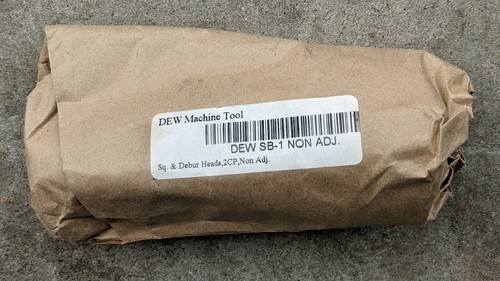 DEW Machine Tool
DEW SB-1 NON ADJ.
Sq. & Debur Heads,2CP,Non Adj.